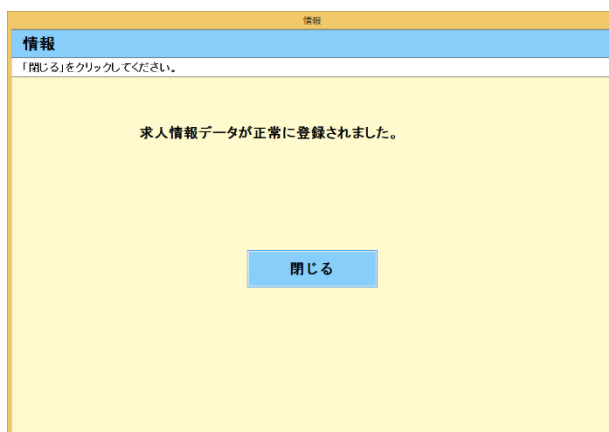 情報
情報
「閉じる」をクリックしてください。
求人情報データが正常に登録されました。
閉じる